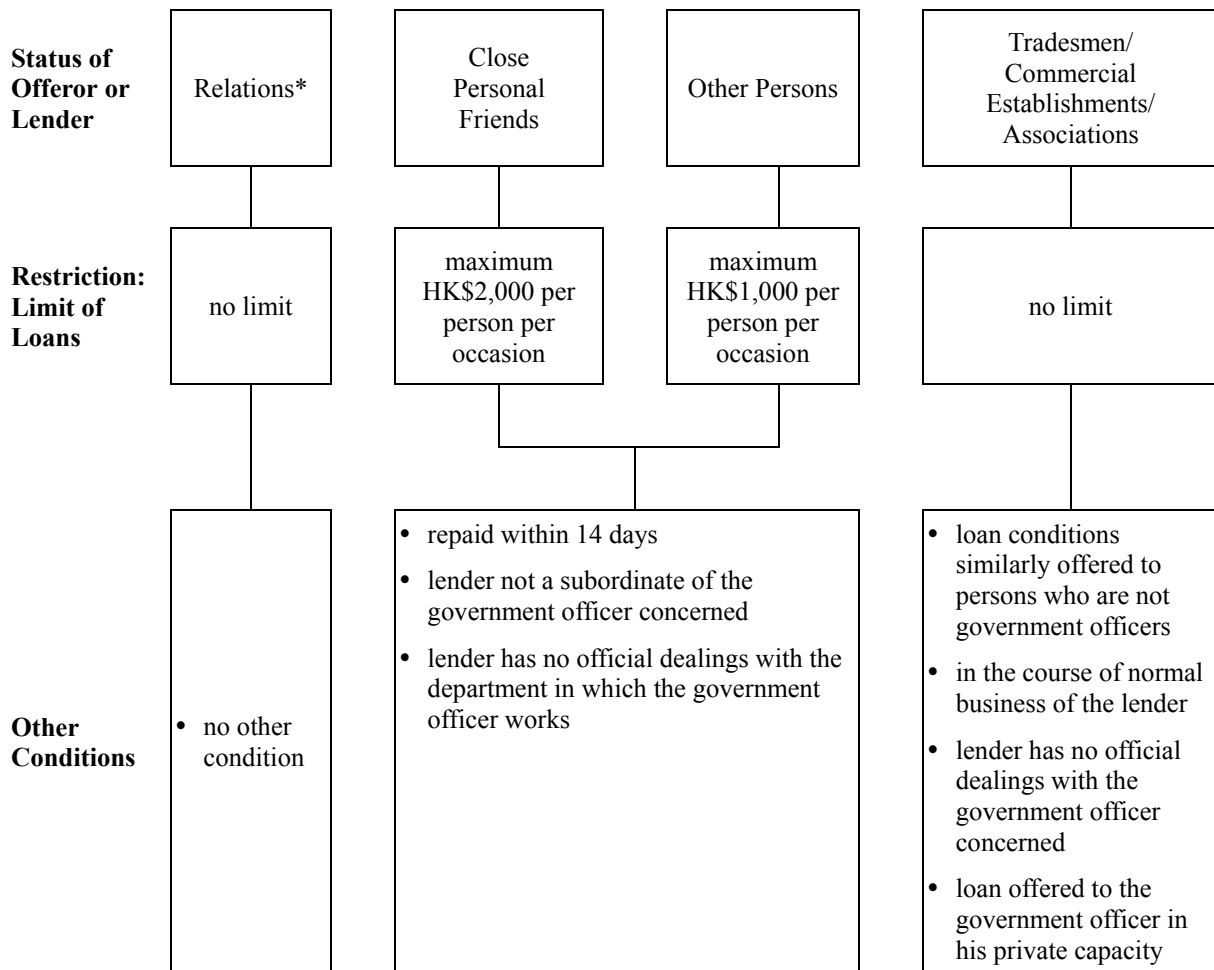 Status of
Offeror or
Lender
Relations*
Close
Personal
Friends
Other Persons
Tradesmen/
Commercial
Establishments/
Associations
Restriction:
Limit of
Loans
no limit
maximum
HK$2,000 per
person per
occasion
maximum
HK$1,000 per
person per
occasion
no limit
Other
Conditions
• no other
condition
• repaid within 14 days
• lender not a subordinate of the
government officer concerned
• lender has no official dealings with the
department in which the government
officer works
• loan conditions
similarly offered to
persons who are not
government officers
• in the course of normal
business of the lender
• lender has no official
dealings with the
government officer
concerned
• loan offered to the
government officer in
his private capacity